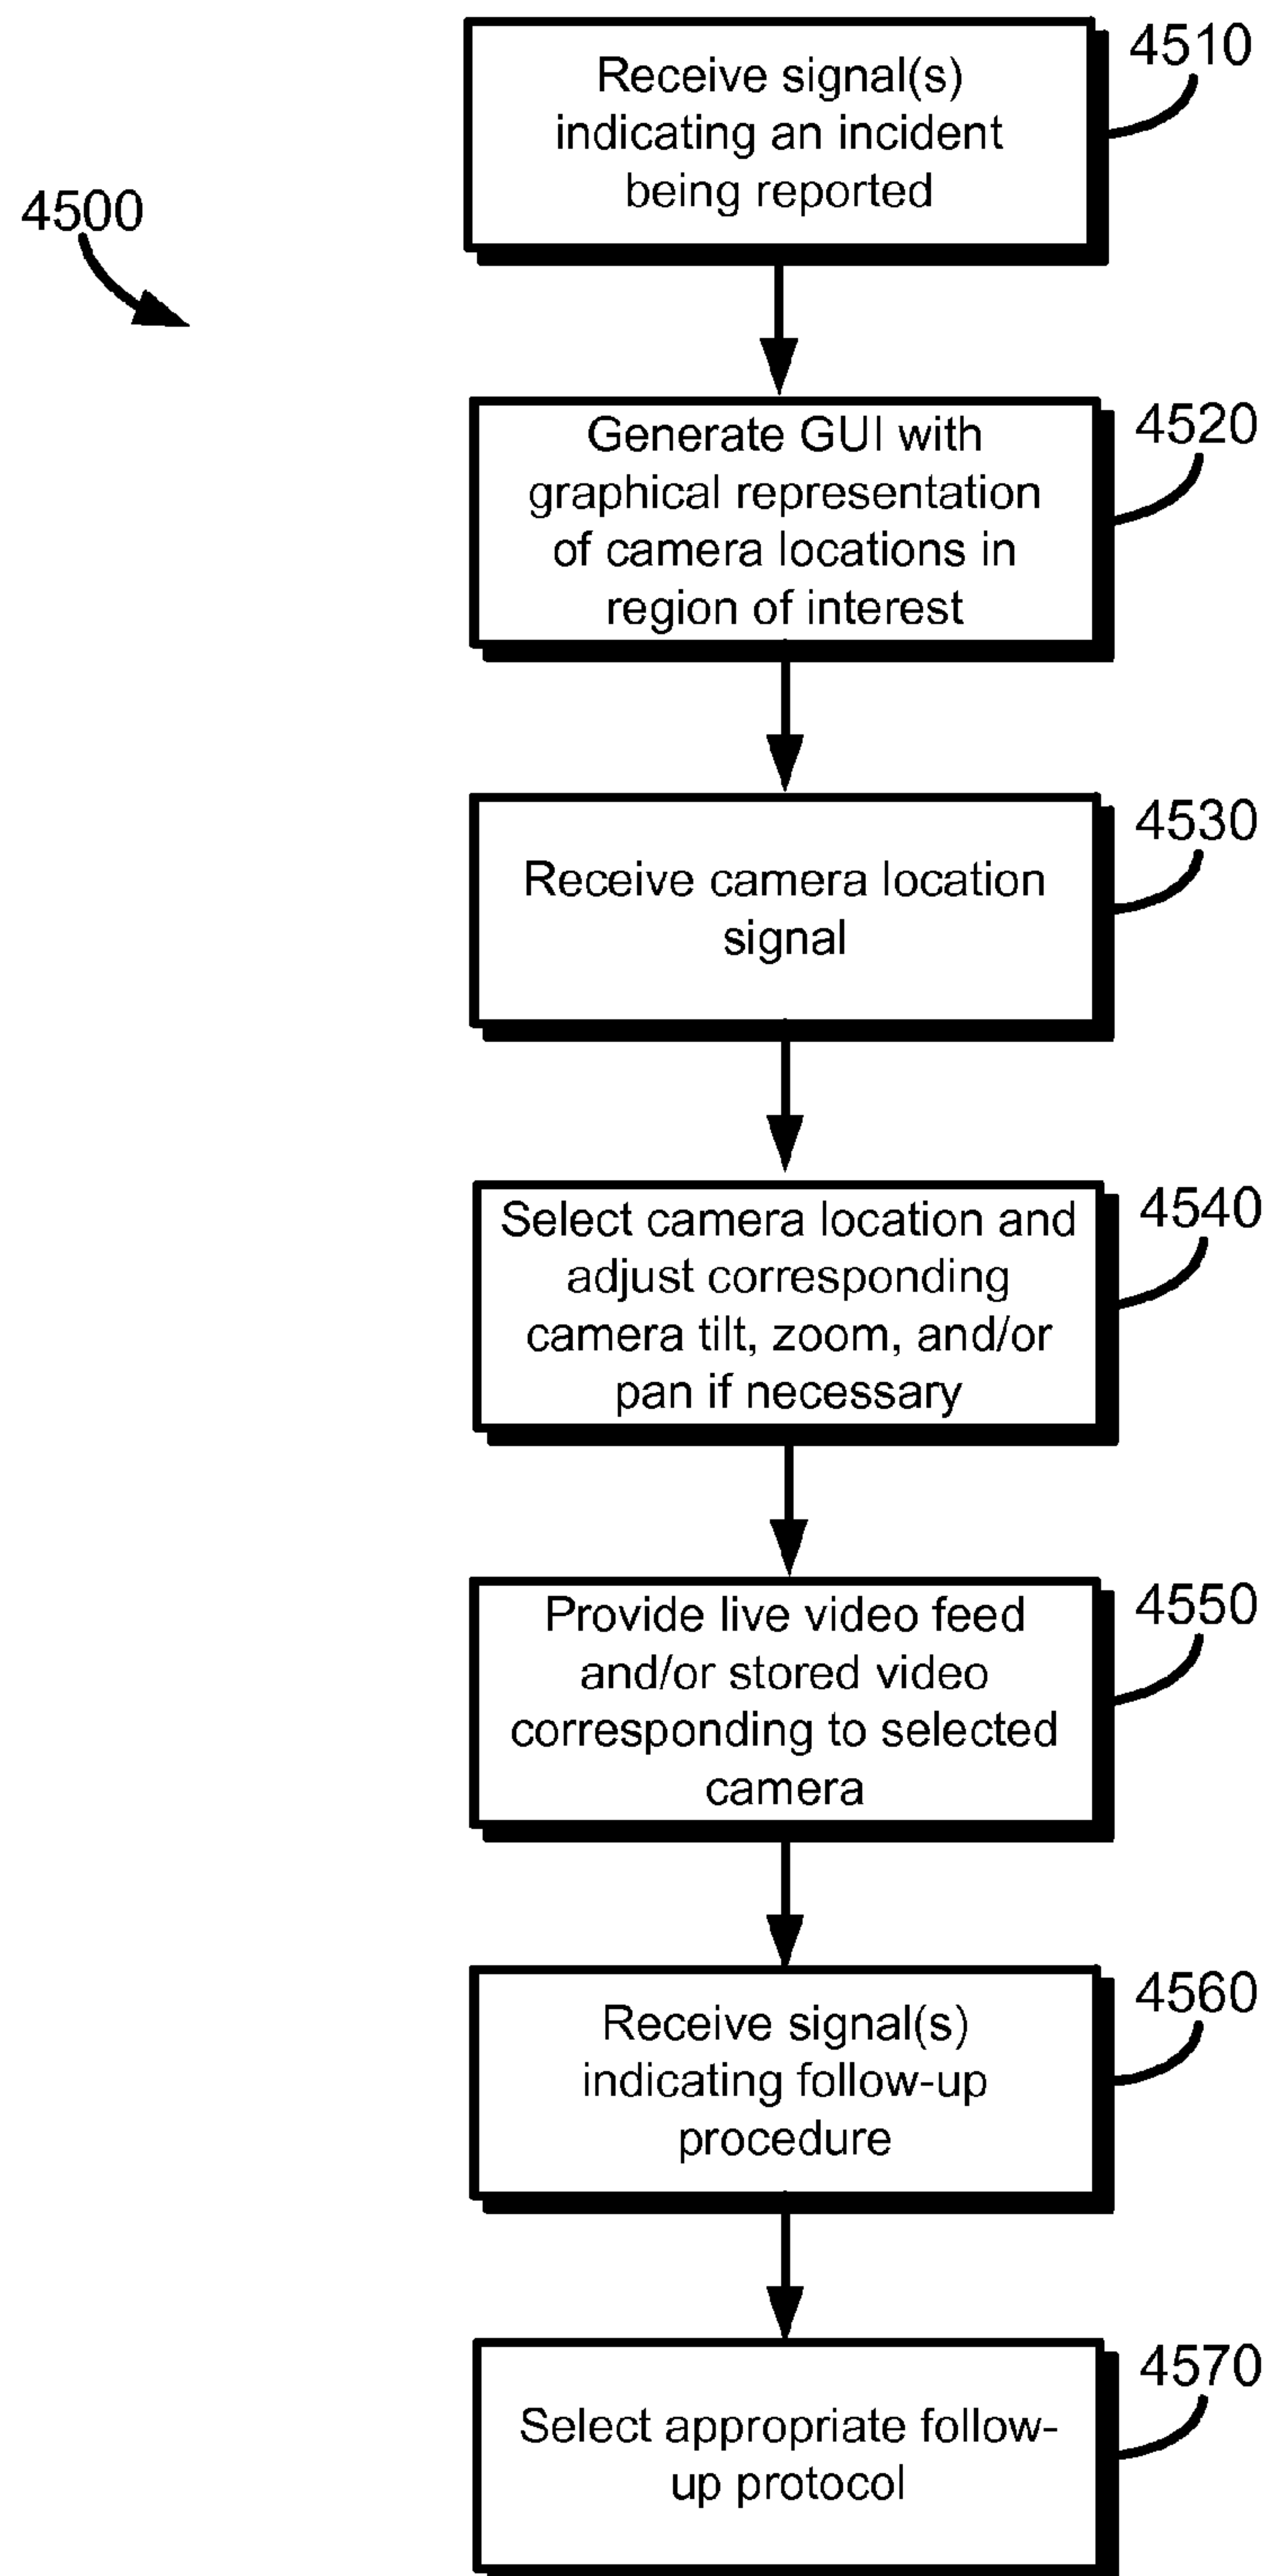 4500
Receive signal(s)
indicating an incident
being reported
4510
Generate GUI with
graphical representation
of camera locations in
region of interest
4520
Receive camera location
signal
4530
Select camera location and
adjust corresponding
camera tilt, zoom, and/or
pan if necessary
4540
Provide live video feed
and/or stored video
corresponding to selected
camera
4550
Receive signal(s)
indicating follow-up
procedure
4560
Select appropriate follow-
up protocol
4570